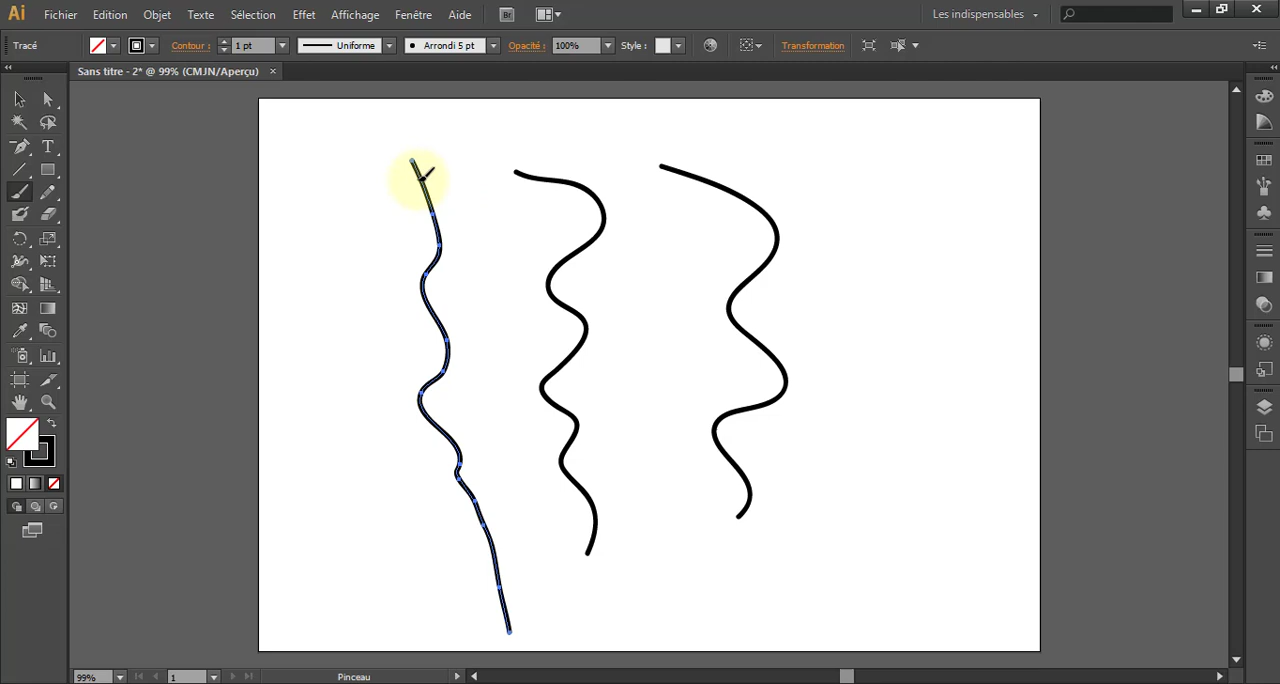 Ai Fichier Edition Objet Texte Sélection Effet Affichage Fenêtre Aide Br Les indispensables
Tracé Contour : 1 pt Uniforme Arrondi 5 pt Opacité : 100% Style : Transformation
Sans titre - 2* @ 99% (CMJN/Aperçu) ×
T
99% 1 Pinceau